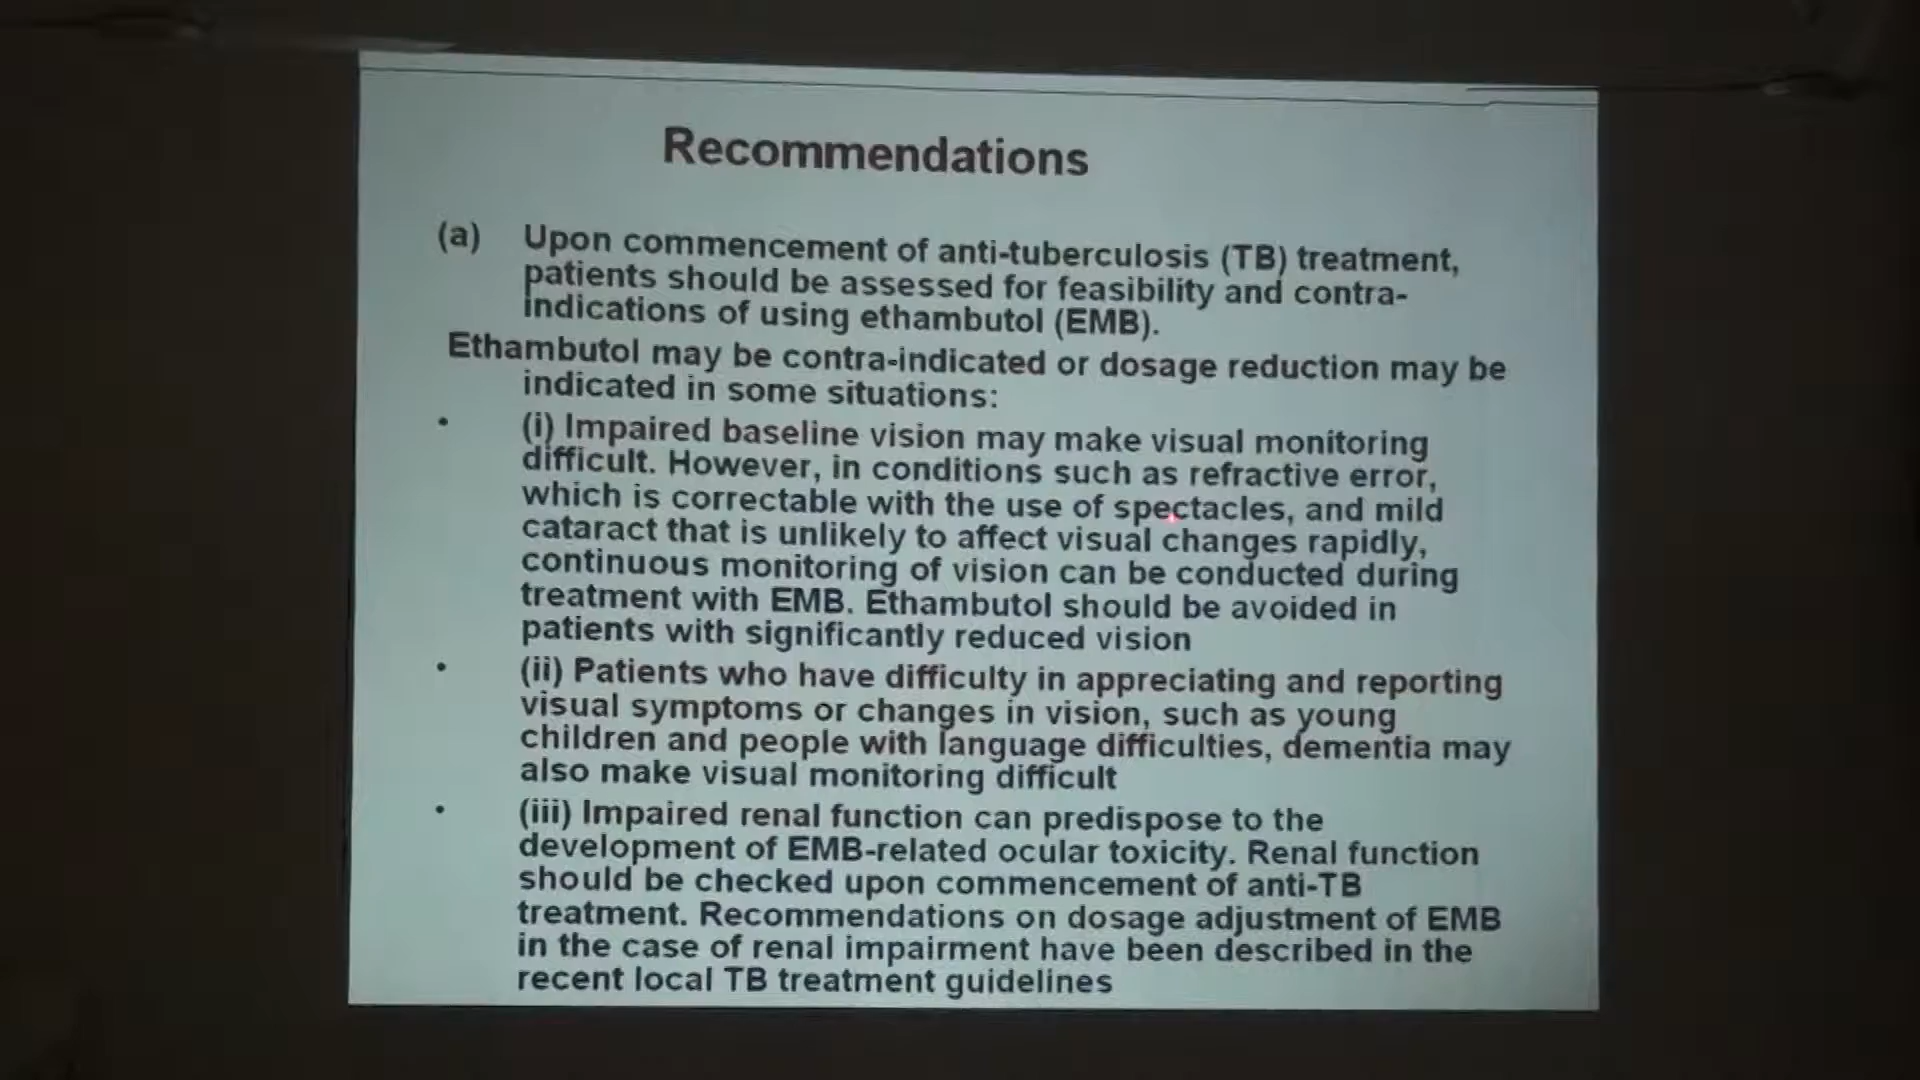 Recommendations
(a) Upon commencement of anti-tuberculosis (TB) treatment,
patients should be assessed for feasibility and contra-
indications of using ethambutol (EMB).
Ethambutol may be contra-indicated or dosage reduction may be
indicated in some situations:
• (i) Impaired baseline vision may make visual monitoring
difficult. However, in conditions such as refractive error,
which is correctable with the use of spectacles, and mild
cataract that is unlikely to affect visual changes rapidly,
continuous monitoring of vision can be conducted during
treatment with EMB. Ethambutol should be avoided in
patients with significantly reduced vision
• (ii) Patients who have difficulty in appreciating and reporting
visual symptoms or changes in vision, such as young
children and people with language difficulties, dementia may
also make visual monitoring difficult
• (iii) Impaired renal function can predispose to the
development of EMB-related ocular toxicity. Renal function
should be checked upon commencement of anti-TB
treatment. Recommendations on dosage adjustment of EMB
in the case of renal impairment have been described in the
recent local TB treatment guidelines